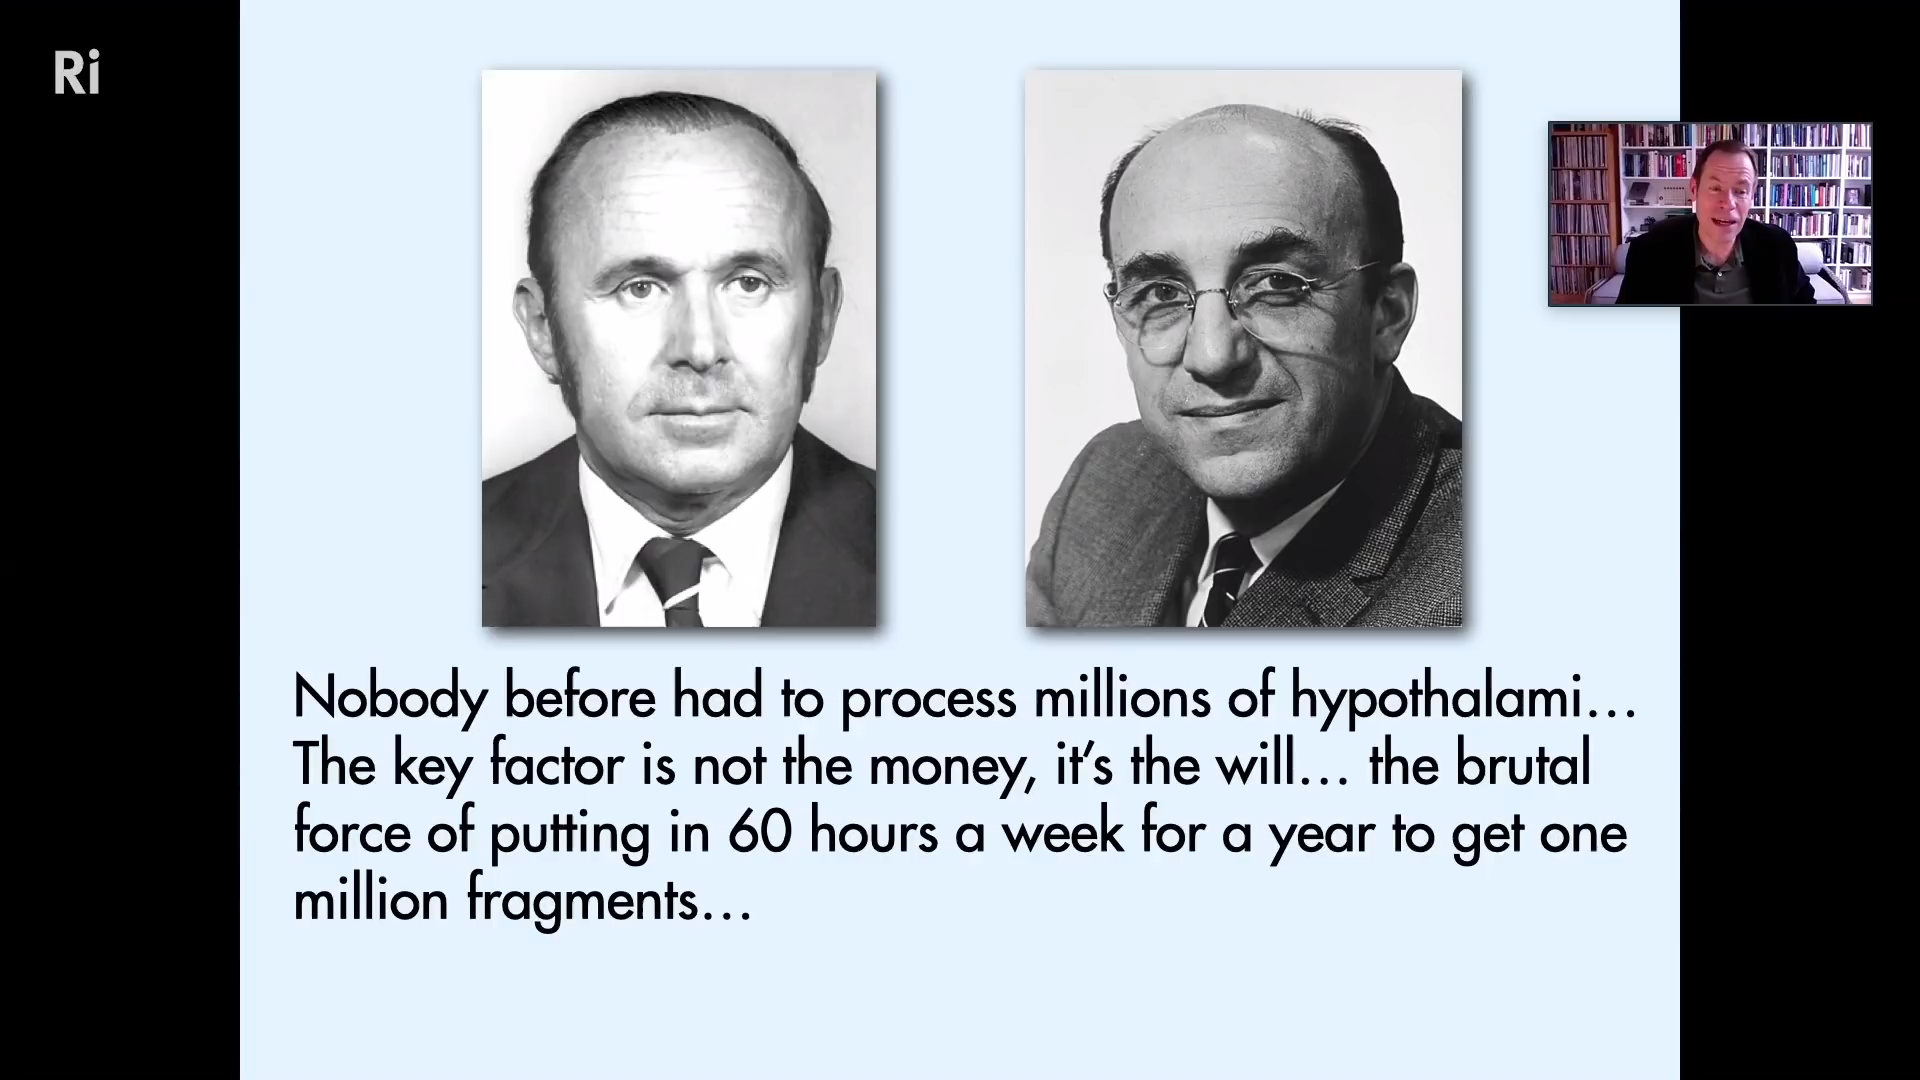 Ri
Nobody before had to process millions of hypothalami…
The key factor is not the money, it’s the will… the brutal
force of putting in 60 hours a week for a year to get one
million fragments…